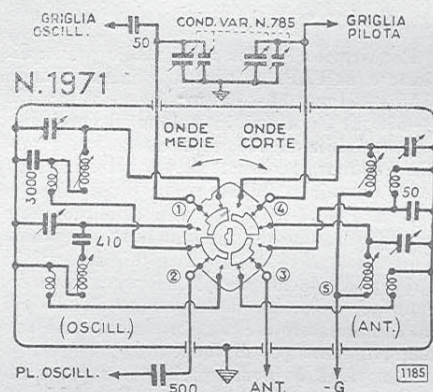 GRIGLIA
OSCILL.
50
COND. VAR. N.785
GRIGLIA
PILOTA
N.1971
ONDE
MEDIE
ONDE
CORTE
3000
50
①
④
410
②
③
⑤
(OSCILL.)
(ANT.)
PL. OSCILL.
500
ANT.
-G
1185